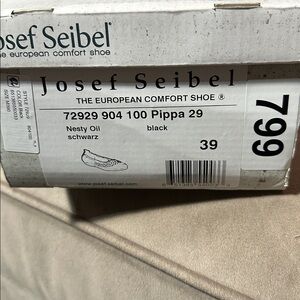 Josef Seibel
the european comfort shoe
Josef Seibel
THE EUROPEAN COMFORT SHOE ®
72929 904 100 Pippa 29
Nesty Oil black
schwarz
39
799
www.josef-seibel.com